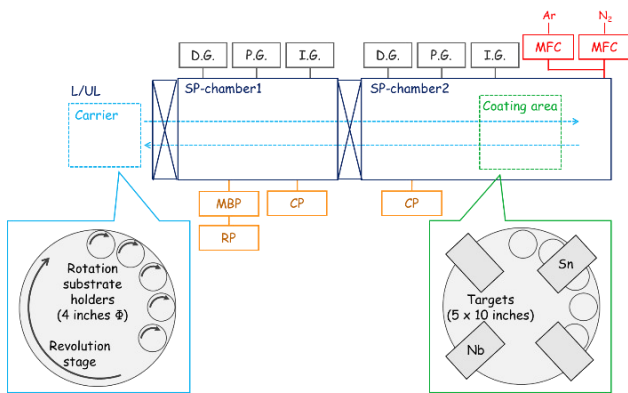 Ar
N₂
D.G.
P.G.
I.G.
D.G.
P.G.
I.G.
MFC
MFC
L/UL
SP-chamber1
SP-chamber2
Carrier
Coating area
MBP
CP
CP
RP
Rotation
substrate
holders
(4 inches Φ)
Revolution
stage
Sn
Targets
(5 x 10 inches)
Nb